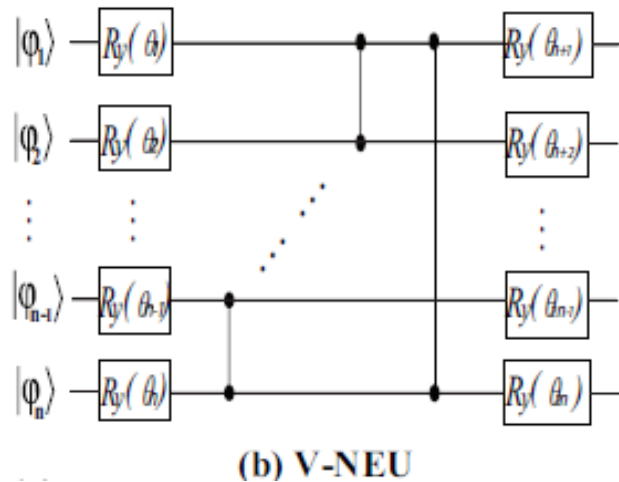 |φ₁⟩ Ry(θ₁) Ry(θₙ₊₁)
|φ₂⟩ Ry(θ₂) Ry(θₙ₊₂)
|φₙ₋₁⟩ Ry(θₙ₋₁) Ry(θ₂ₙ₋₁)
|φₙ⟩ Ry(θₙ) Ry(θ₂ₙ)
(b) V-NEU